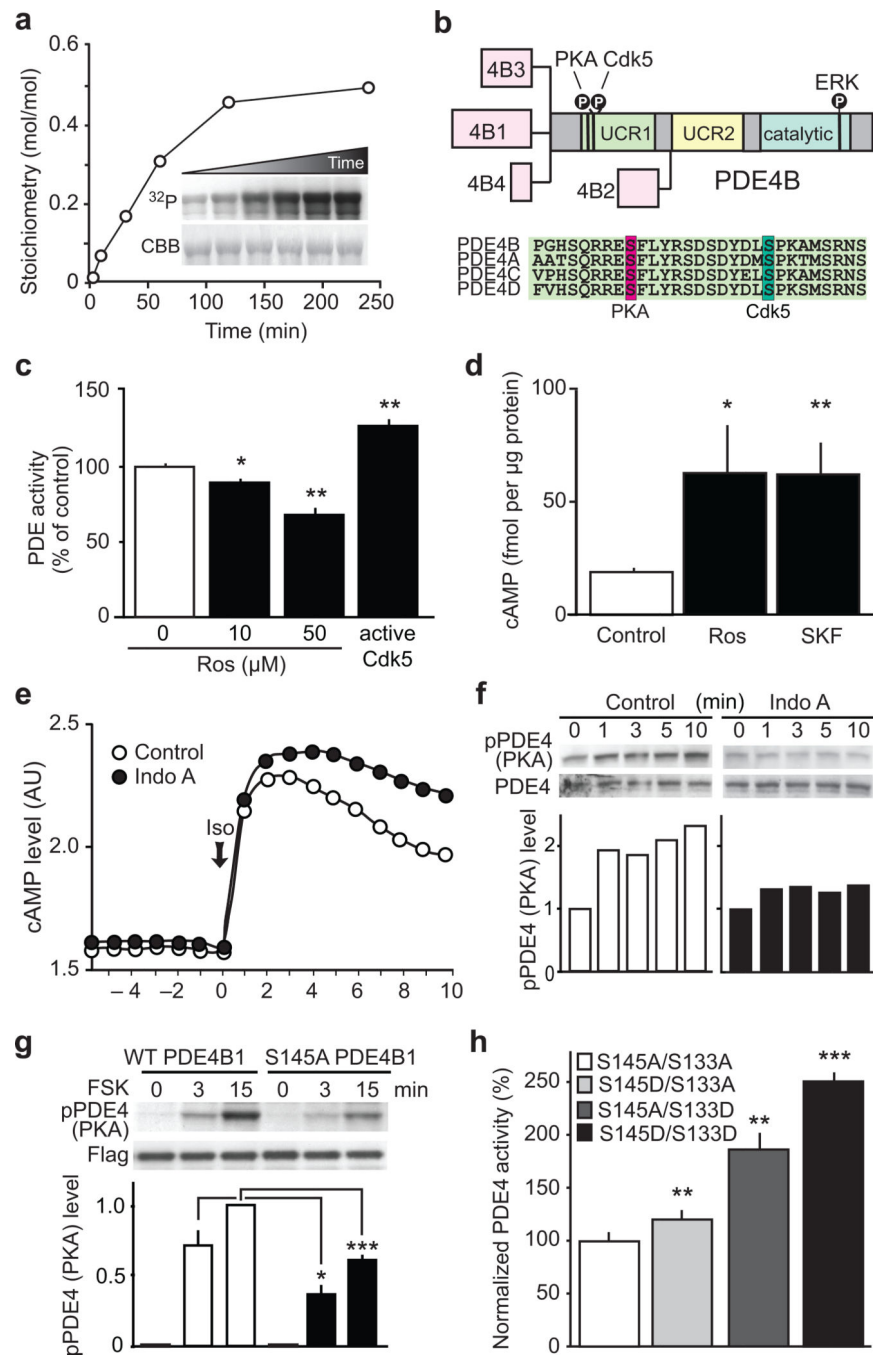 a
Stoichiometry (mol/mol)
0.6
0.4
0.2
0
0 50 100 150 200 250
Time (min)
Time
32P
CBB
b
4B3
4B1
4B4
4B2
PKA Cdk5
ERK
P P P
UCR1 UCR2 catalytic
PDE4B
PDE4B PGHSQRRESFLYRSDSDYDLSPKAMSRNS
PDE4A AATSQRRESFLYRSDSDYDMSPKTMSRNS
PDE4C VPHSQRRESFLYRSDSDYELSPKAMSRNS
PDE4D FVHSQRRESFLYRSDSDYDLSPKSMSRNS
PKA Cdk5
c
PDE activity
(% of control)
150
100
50
0
* ** **
0 10 50 active
Cdk5
Ros (µM)
d
cAMP (fmol per µg protein)
100
50
0
* **
Control Ros SKF
e
cAMP level (AU)
2.5
2.0
1.5
Control
Indo A
Iso
– 4 –2 0 2 4 6 8 10
f
Control (min) Indo A
0 1 3 5 10 0 1 3 5 10
pPDE4
(PKA)
PDE4
pPDE4 (PKA) level
2
1
0
g
WT PDE4B1 S145A PDE4B1
FSK 0 3 15 0 3 15 min
pPDE4
(PKA)
Flag
pPDE4 (PKA) level
1.0
0.5
0
* ***
h
Normalized PDE4 activity (%)
250
200
150
100
50
0
S145A/S133A
S145D/S133A
S145A/S133D
S145D/S133D
** ** ***